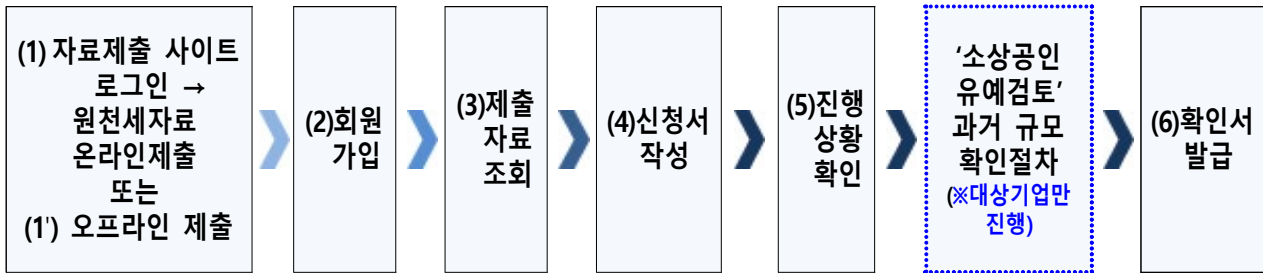 (1) 자료제출 사이트
로그인 →
원천세자료
온라인제출
또는
(1') 오프라인 제출
(2)회원
가입
(3)제출
자료
조회
(4)신청서
작성
(5)진행
상황
확인
‘소상공인
유예검토’
과거 규모
확인절차
(※대상기업만
진행)
(6)확인서
발급